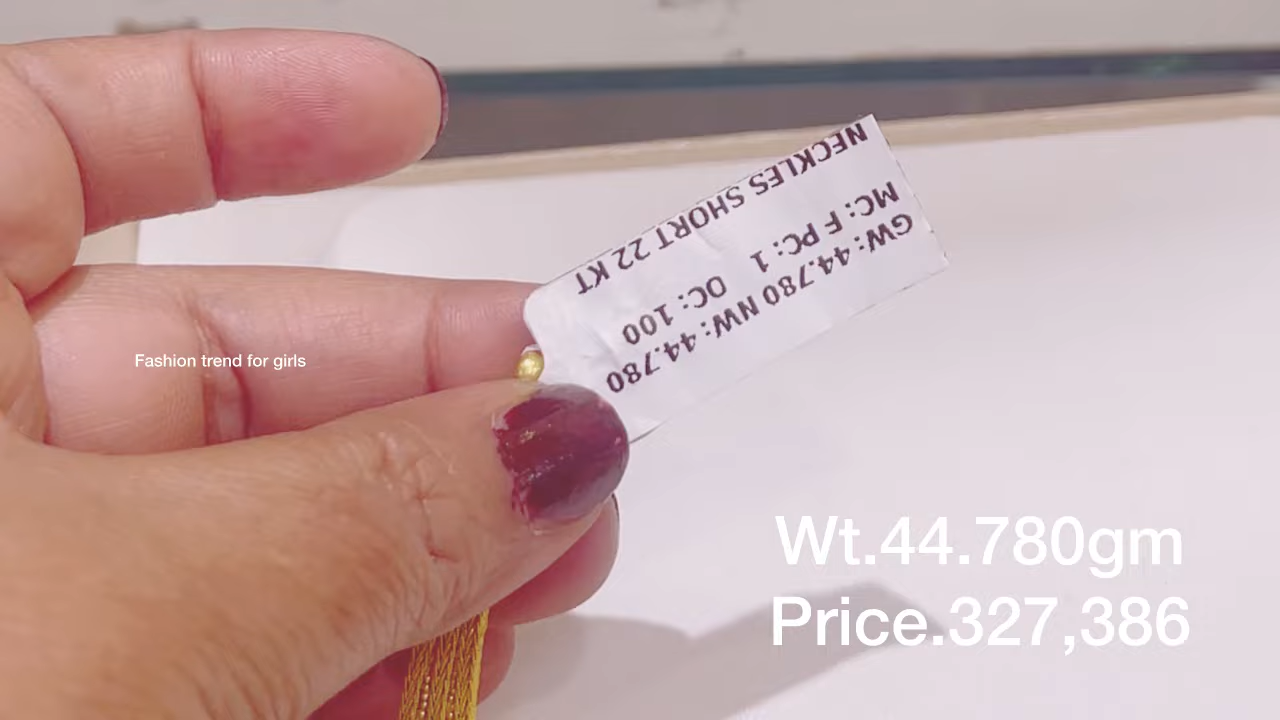 GW: 44.780 NW: 44.780
MC: F PC: 1 OC: 100
NECKLES SHORT 22 KT
Fashion trend for girls
Wt.44.780gm
Price.327,386